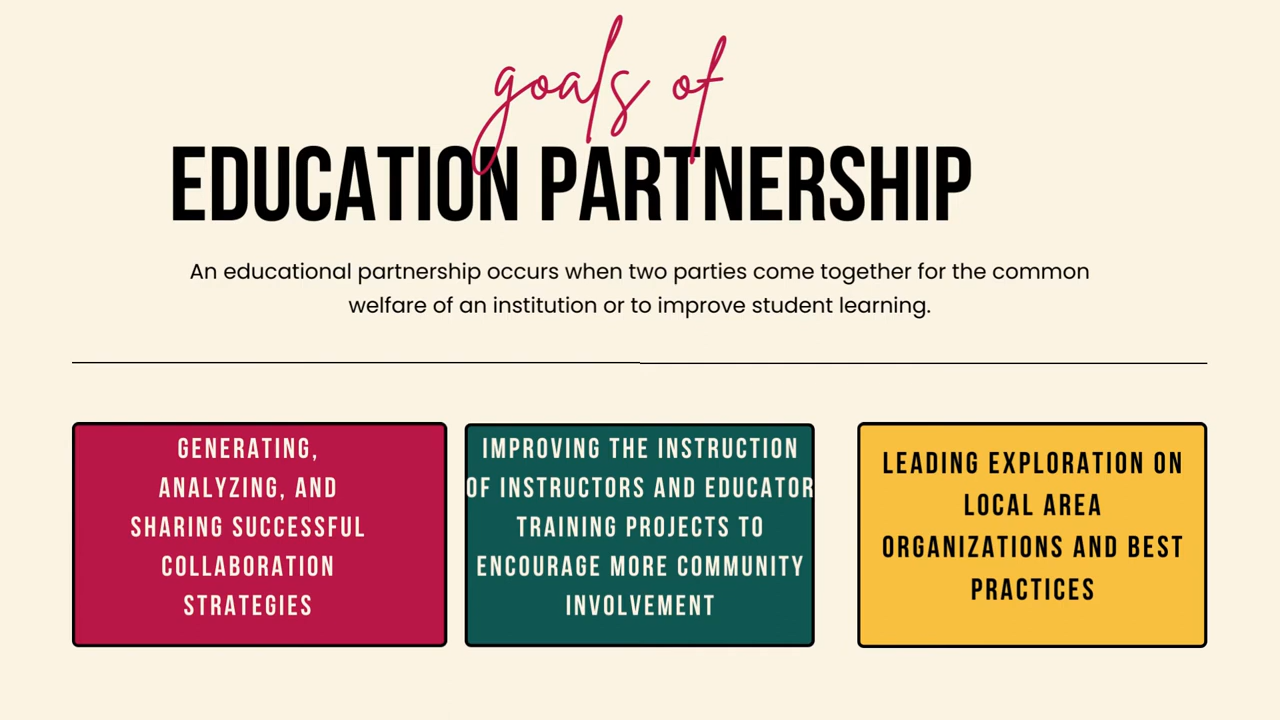 goals of
EDUCATION PARTNERSHIP
An educational partnership occurs when two parties come together for the common
welfare of an institution or to improve student learning.
GENERATING,
ANALYZING, AND
SHARING SUCCESSFUL
COLLABORATION
STRATEGIES
IMPROVING THE INSTRUCTION
OF INSTRUCTORS AND EDUCATOR
TRAINING PROJECTS TO
ENCOURAGE MORE COMMUNITY
INVOLVEMENT
LEADING EXPLORATION ON
LOCAL AREA
ORGANIZATIONS AND BEST
PRACTICES